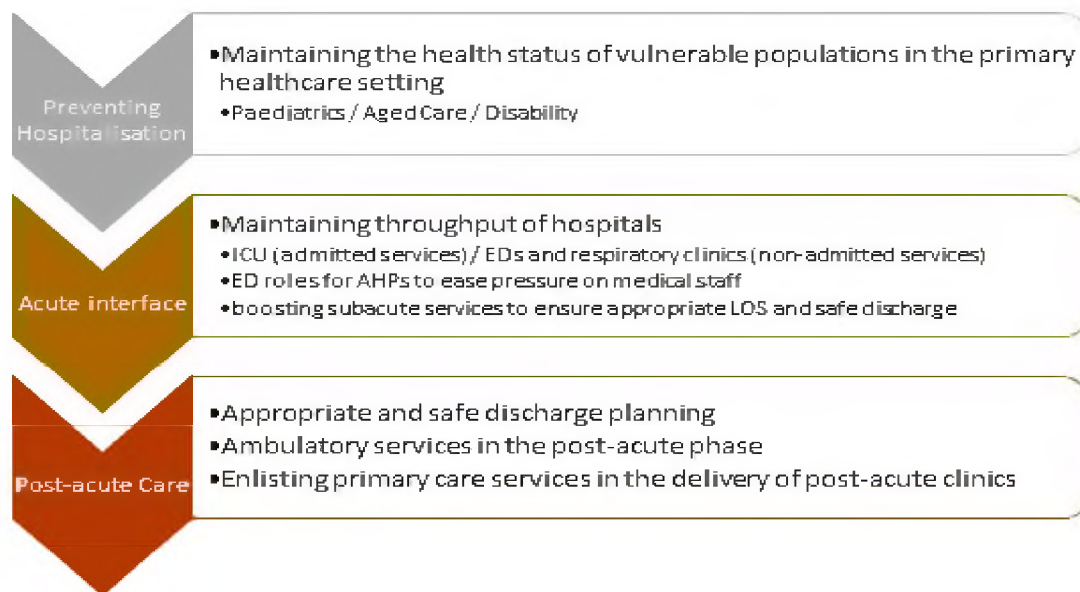 Preventing
Hospitalisation
•Maintaining the health status of vulnerable populations in the primary
healthcare setting
•Paediatrics / Aged Care / Disability
Acute interface
•Maintaining throughput of hospitals
•ICU (admitted services) / EDs and respiratory clinics (non-admitted services)
•ED roles for AHPs to ease pressure on medical staff
•boosting subacute services to ensure appropriate LOS and safe discharge
Post-acute Care
•Appropriate and safe discharge planning
•Ambulatory services in the post-acute phase
•Enlisting primary care services in the delivery of post-acute clinics